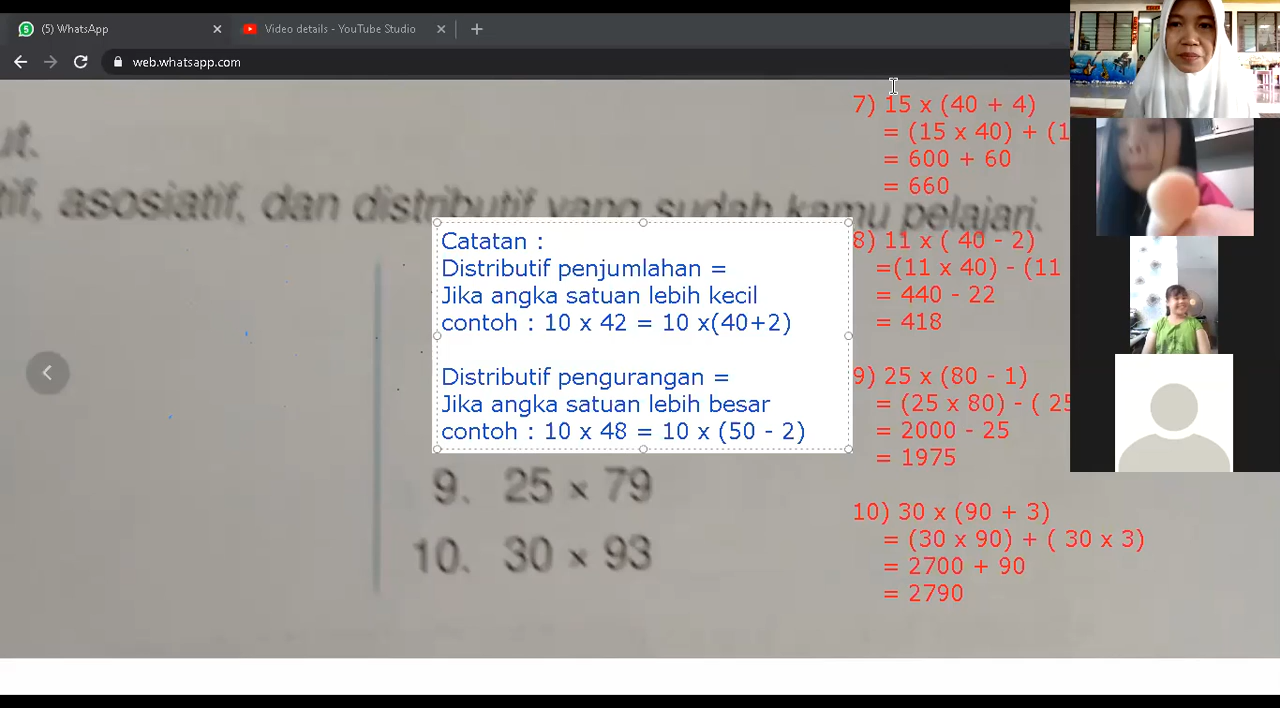 (5) WhatsApp
Video details - YouTube Studio
web.whatsapp.com
ut.
tif, asosiatif, dan distributif yang sudah kamu pelajari.
Catatan :
Distributif penjumlahan =
Jika angka satuan lebih kecil
contoh : 10 x 42 = 10 x(40+2)
Distributif pengurangan =
Jika angka satuan lebih besar
contoh : 10 x 48 = 10 x (50 - 2)
9. 25 × 79
10. 30 × 93
7) 15 x (40 + 4)
= (15 x 40) + (1
= 600 + 60
= 660
8) 11 x ( 40 - 2)
=(11 x 40) - (11
= 440 - 22
= 418
9) 25 x (80 - 1)
= (25 x 80) - ( 25
= 2000 - 25
= 1975
10) 30 x (90 + 3)
= (30 x 90) + ( 30 x 3)
= 2700 + 90
= 2790